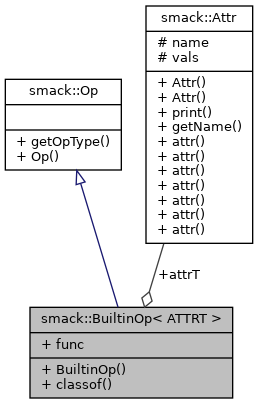 smack::Attr
# name
# vals
+ Attr()
+ Attr()
+ print()
+ getName()
+ attr()
+ attr()
+ attr()
+ attr()
+ attr()
+ attr()
+ attr()
smack::Op
+ getOpType()
+ Op()
+attrT
smack::BuiltinOp< ATTRT >
+ func
+ BuiltinOp()
+ classof()